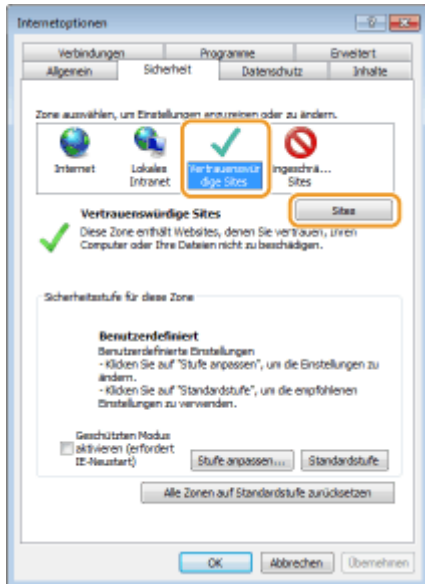 Internetoptionen
Verbindungen Programme Erweitert
Allgemein Sicherheit Datenschutz Inhalte
Zone auswählen, um Einstellungen anzuzeigen oder zu ändern.
Internet Lokales Intranet Vertrauenswür dige Sites ingeschrä... Sites
Sites
Vertrauenswürdige Sites
Diese Zone enthält Websites, denen Sie vertrauen, Ihren
Computer oder Ihre Dateien nicht zu beschädigen.
Sicherheitsstufe für diese Zone
Benutzerdefiniert
Benutzerdefinierte Einstellungen
- Klicken Sie auf "Stufe anpassen", um die Einstellungen zu
ändern.
- Klicken Sie auf "Standardstufe", um die empfohlenen
Einstellungen zu verwenden.
Geschützten Modus
aktivieren (erfordert
IE-Neustart)
Stufe anpassen... Standardstufe
Alle Zonen auf Standardstufe zurücksetzen
OK Abbrechen Übernehmen